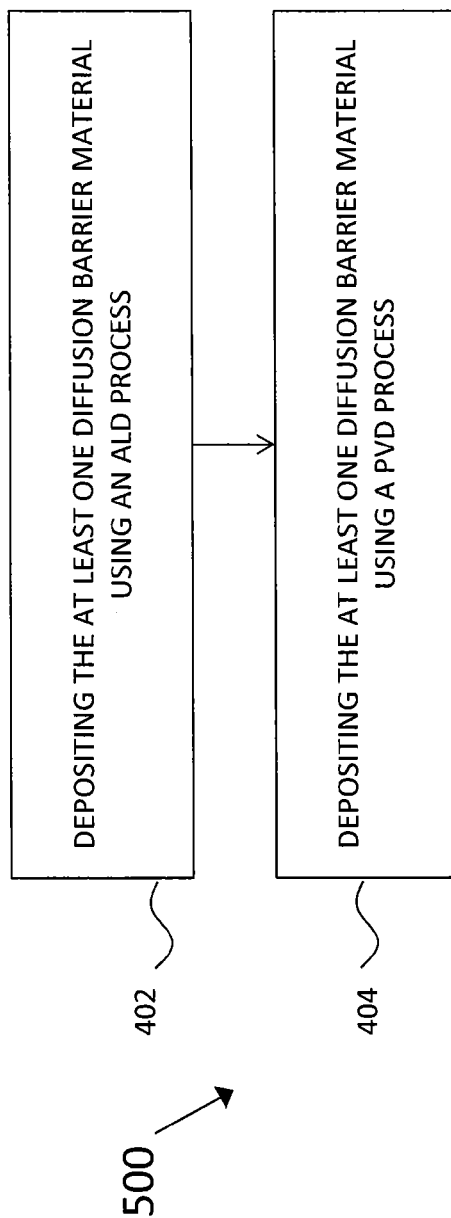 500
402
DEPOSITING THE AT LEAST ONE DIFFUSION BARRIER MATERIAL
USING AN ALD PROCESS
404
DEPOSITING THE AT LEAST ONE DIFFUSION BARRIER MATERIAL
USING A PVD PROCESS